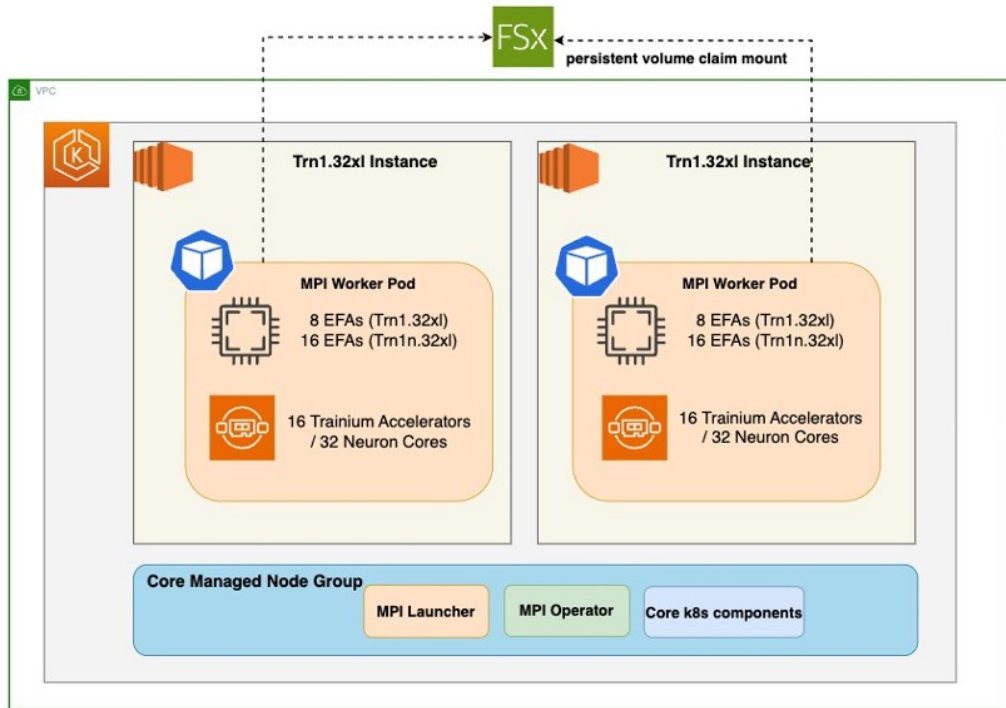 FSx
persistent volume claim mount
VPC
K
Trn1.32xl Instance
Trn1.32xl Instance
MPI Worker Pod
8 EFAs (Trn1.32xl)
16 EFAs (Trn1n.32xl)
16 Trainium Accelerators
/ 32 Neuron Cores
MPI Worker Pod
8 EFAs (Trn1.32xl)
16 EFAs (Trn1n.32xl)
16 Trainium Accelerators
/ 32 Neuron Cores
Core Managed Node Group
MPI Launcher
MPI Operator
Core k8s components